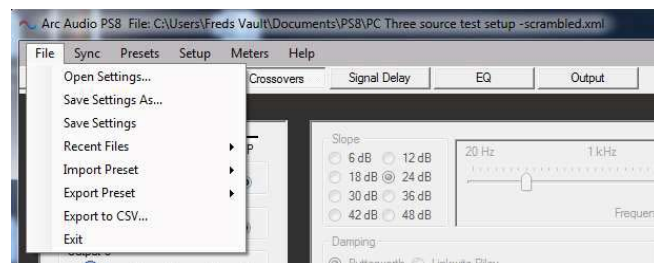 Arc Audio PS8 File: C:\Users\Freds Vault\Documents\PS8\PC Three source test setup -scrambled.xml
File Sync Presets Setup Meters Help
Crossovers Signal Delay EQ Output
Open Settings...
Save Settings As...
Save Settings
Recent Files
Import Preset
Export Preset
Export to CSV...
Exit
Slope
6 dB 12 dB
18 dB 24 dB
30 dB 36 dB
42 dB 48 dB
20 Hz 1 kHz
Frequen
Damping